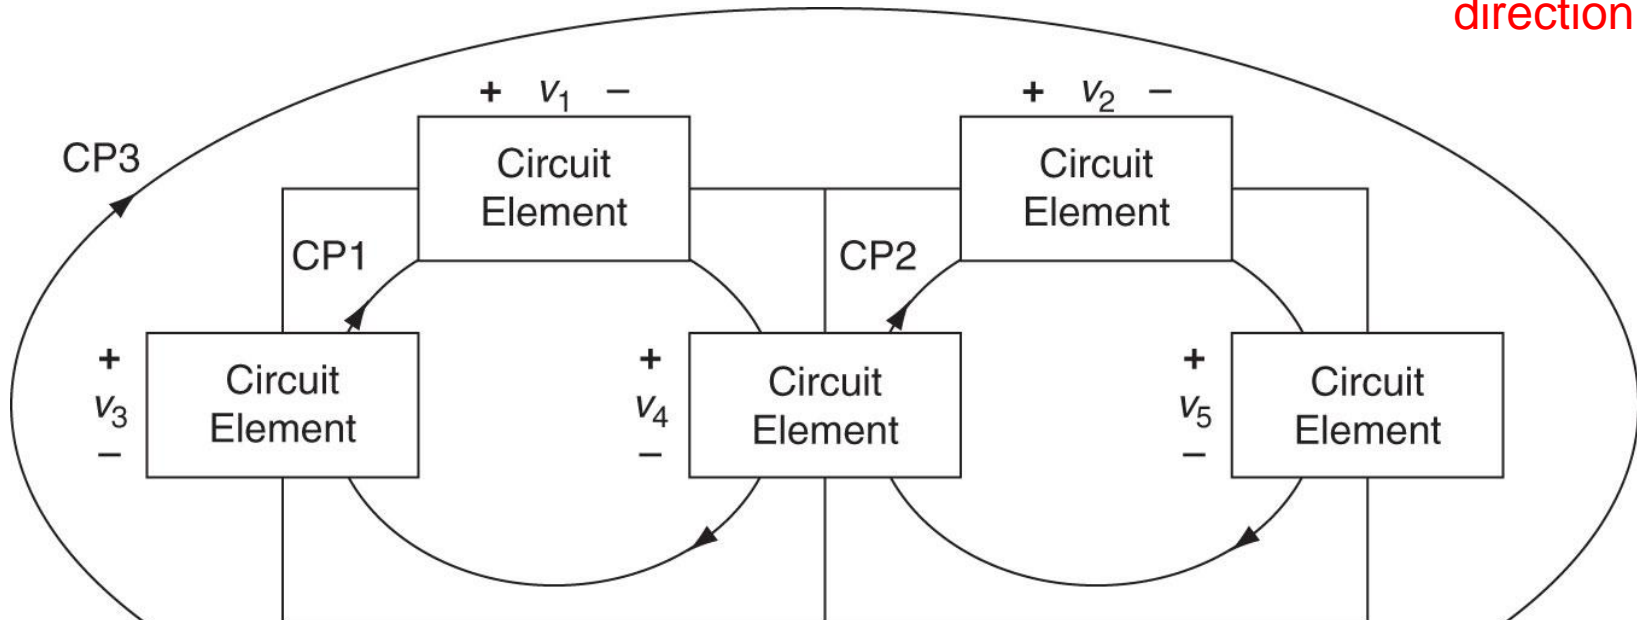 direction
+ v₁ −
+ v₂ −
CP3
Circuit
Element
Circuit
Element
CP1
CP2
+
v₃
−
Circuit
Element
+
v₄
−
Circuit
Element
+
v₅
−
Circuit
Element